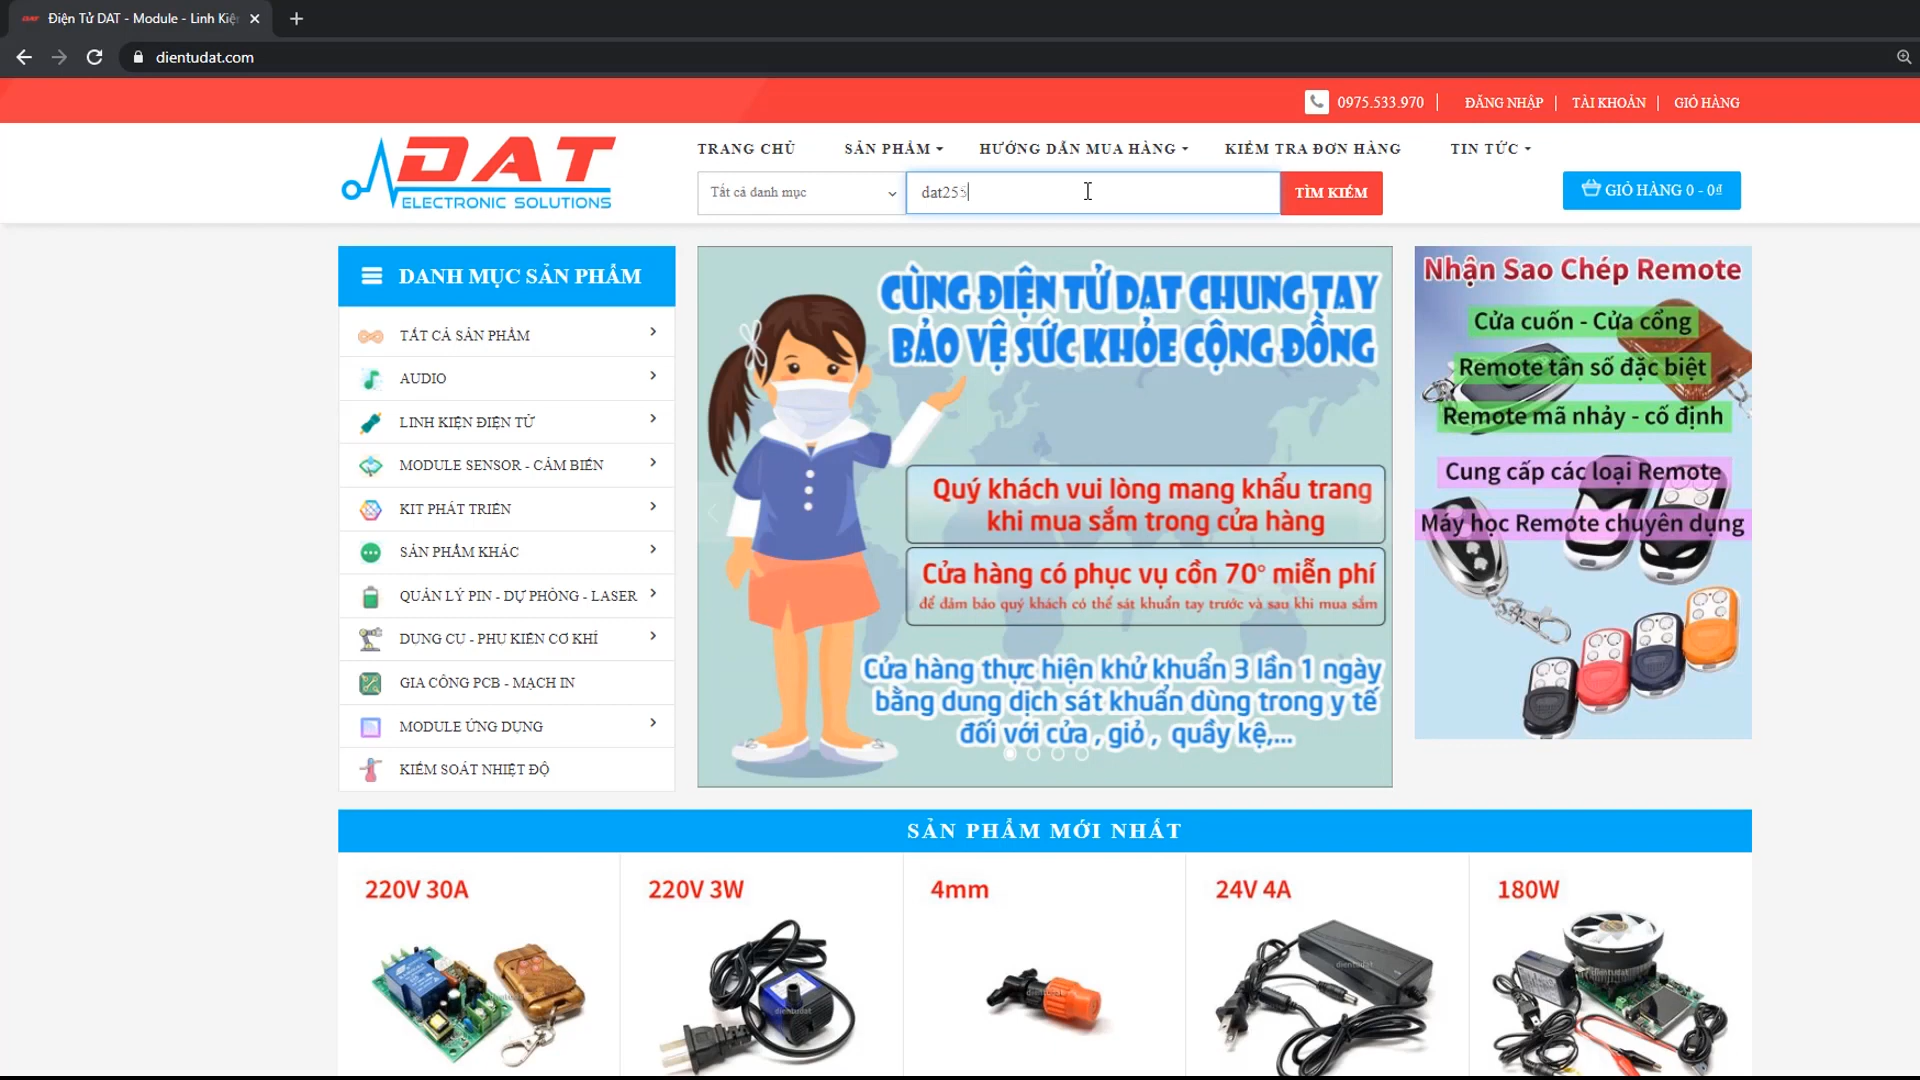 Điện Tử DAT - Module - Linh Kiệ
dientudat.com
0975.533.970
ĐĂNG NHẬP
TÀI KHOẢN
GIỎ HÀNG
DAT
ELECTRONIC SOLUTIONS
TRANG CHỦ
SẢN PHẨM
HƯỚNG DẪN MUA HÀNG
KIỂM TRA ĐƠN HÀNG
TIN TỨC
Tất cả danh mục
dat255
TÌM KIẾM
GIỎ HÀNG 0 - 0₫
DANH MỤC SẢN PHẨM
TẤT CẢ SẢN PHẨM
AUDIO
LINH KIỆN ĐIỆN TỬ
MODULE SENSOR - CẢM BIẾN
KIT PHÁT TRIỂN
SẢN PHẨM KHÁC
QUẢN LÝ PIN - DỰ PHÒNG - LASER
DỤNG CỤ - PHỤ KIỆN CƠ KHÍ
GIA CÔNG PCB - MẠCH IN
MODULE ỨNG DỤNG
KIỂM SOÁT NHIỆT ĐỘ
CÙNG ĐIỆN TỬ DAT CHUNG TAY
BẢO VỆ SỨC KHỎE CỘNG ĐỒNG
Quý khách vui lòng mang khẩu trang
khi mua sắm trong cửa hàng
Cửa hàng có phục vụ cồn 70° miễn phí
để đảm bảo quý khách có thể sát khuẩn tay trước và sau khi mua sắm
Cửa hàng thực hiện khử khuẩn 3 lần 1 ngày
bằng dung dịch sát khuẩn dùng trong y tế
đối với cửa , giỏ , quầy kệ,...
Nhận Sao Chép Remote
Cửa cuốn - Cửa cổng
Remote tần số đặc biệt
Remote mã nhảy - cố định
Cung cấp các loại Remote
Máy học Remote chuyên dụng
SẢN PHẨM MỚI NHẤT
220V 30A
220V 3W
4mm
24V 4A
180W
dientudat
dientudat